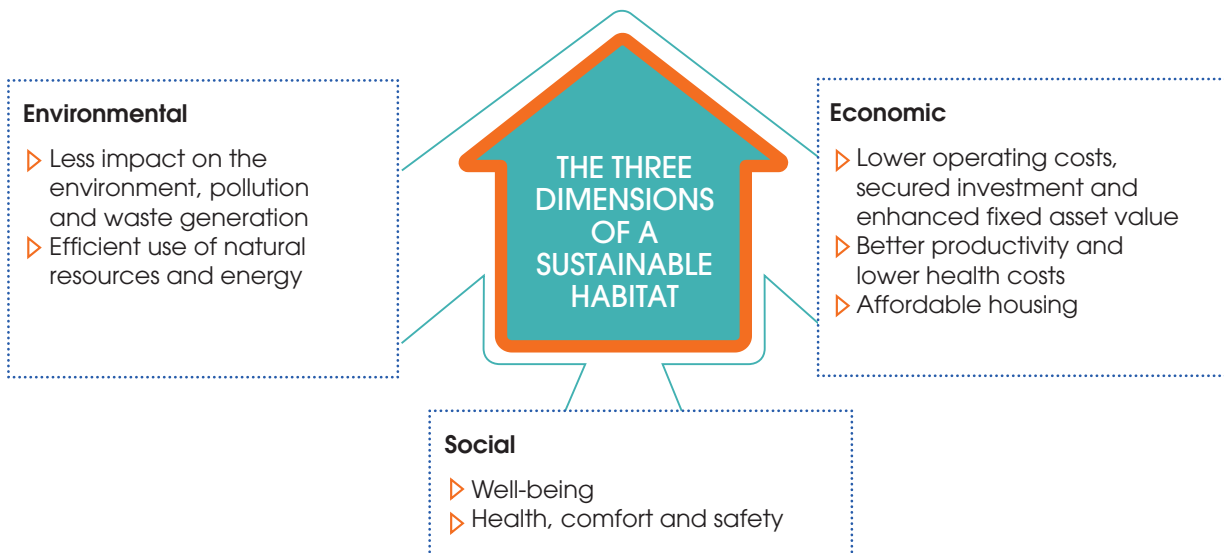 THE THREE
DIMENSIONS
OF A
SUSTAINABLE
HABITAT
Environmental
Less impact on the
environment, pollution
and waste generation
Efficient use of natural
resources and energy
Economic
Lower operating costs,
secured investment and
enhanced fixed asset value
Better productivity and
lower health costs
Affordable housing
Social
Well-being
Health, comfort and safety